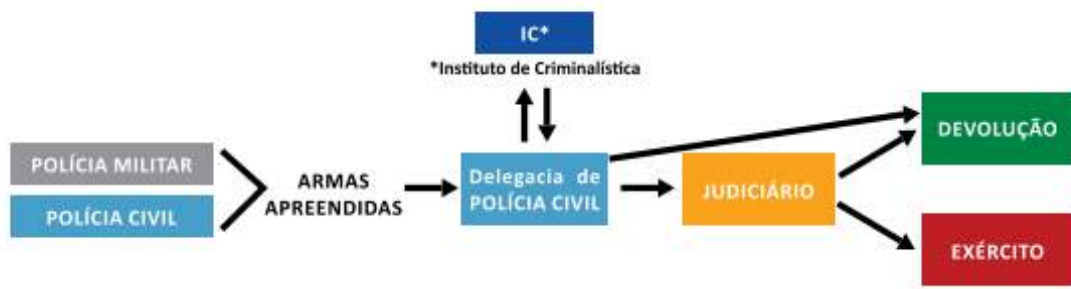 IC*
*Instituto de Criminalística
POLÍCIA MILITAR
POLÍCIA CIVIL
ARMAS
APREENDIDAS
Delegacia de
POLÍCIA CIVIL
JUDICIÁRIO
DEVOLUÇÃO
EXÉRCITO